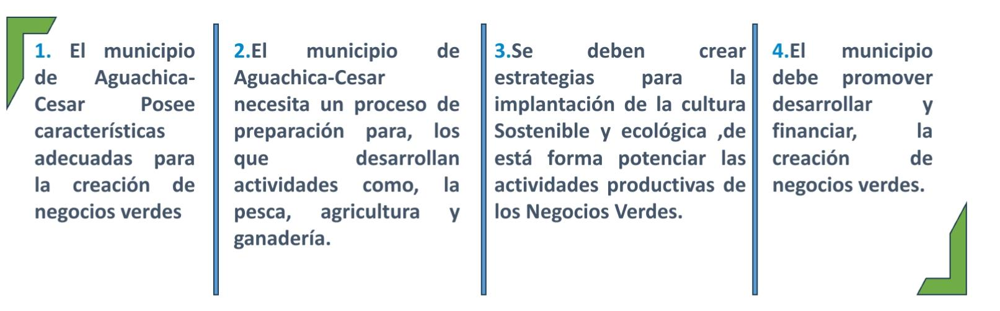 1. El municipio
de Aguachica-
Cesar Posee
características
adecuadas para
la creación de
negocios verdes
2.El municipio de
Aguachica-Cesar
necesita un proceso de
preparación para, los
que desarrollan
actividades como, la
pesca, agricultura y
ganadería.
3.Se deben crear
estrategias para la
implantación de la cultura
Sostenible y ecológica ,de
está forma potenciar las
actividades productivas de
los Negocios Verdes.
4.El municipio
debe promover
desarrollar y
financiar, la
creación de
negocios verdes.